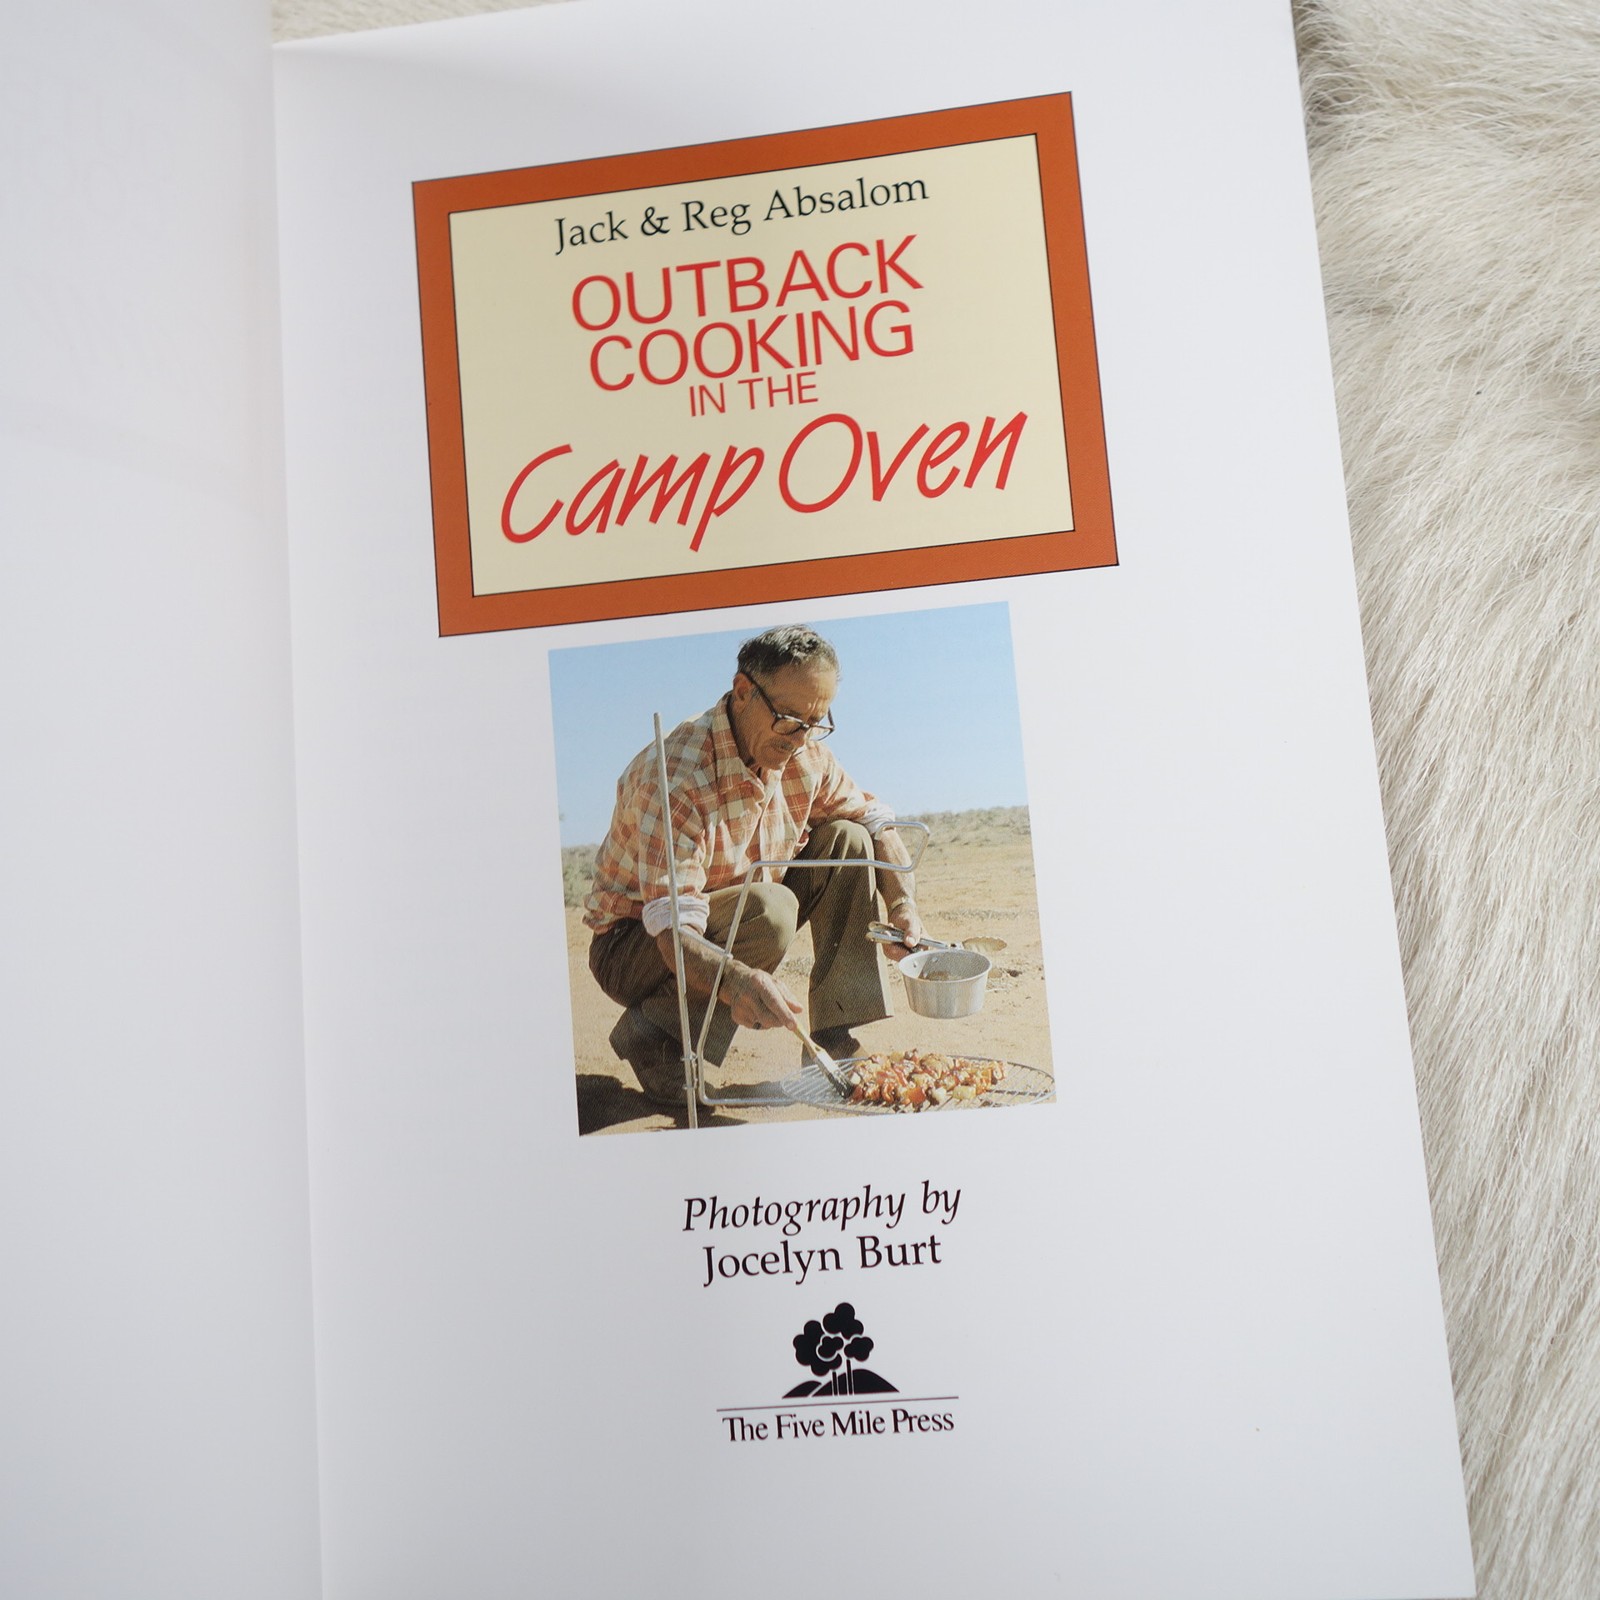 Jack & Reg Absalom
OUTBACK
COOKING
IN THE
Camp Oven
Photography by
Jocelyn Burt
The Five Mile Press